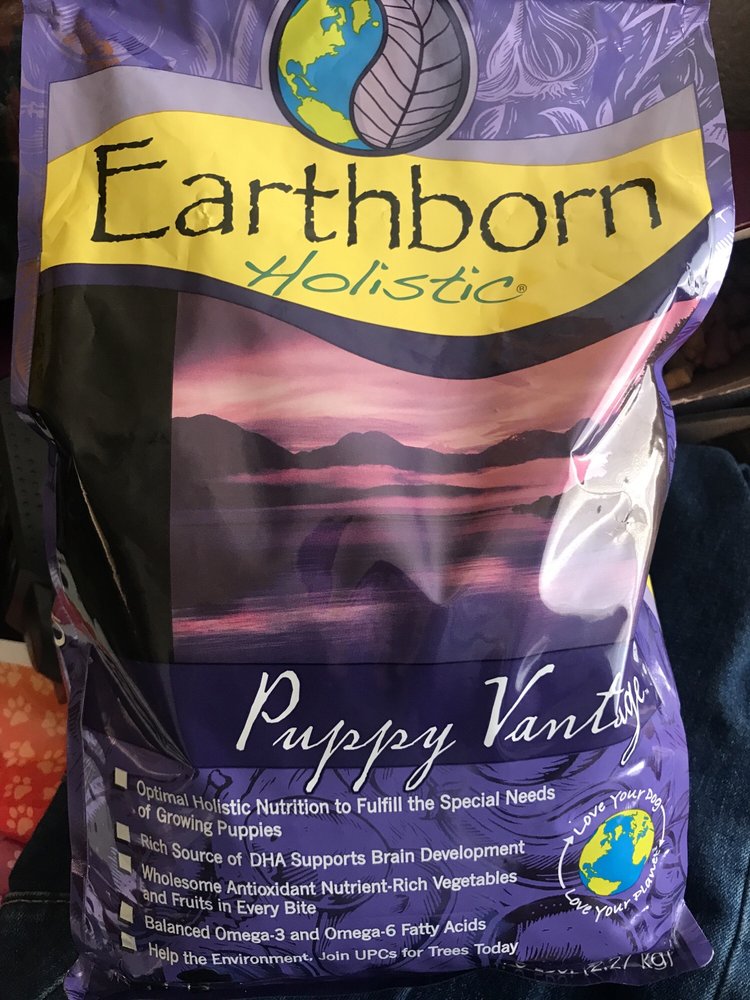 Earthborn
Holistic®
Puppy Vantage
Optimal Holistic Nutrition to Fulfill the Special Needs
of Growing Puppies
Rich Source of DHA Supports Brain Development
Wholesome Antioxidant Nutrient-Rich Vegetables
and Fruits in Every Bite
Balanced Omega-3 and Omega-6 Fatty Acids
Help the Environment, Join UPCs for Trees Today
Love Your Dog
Love Your Planet
(2.27 kg)